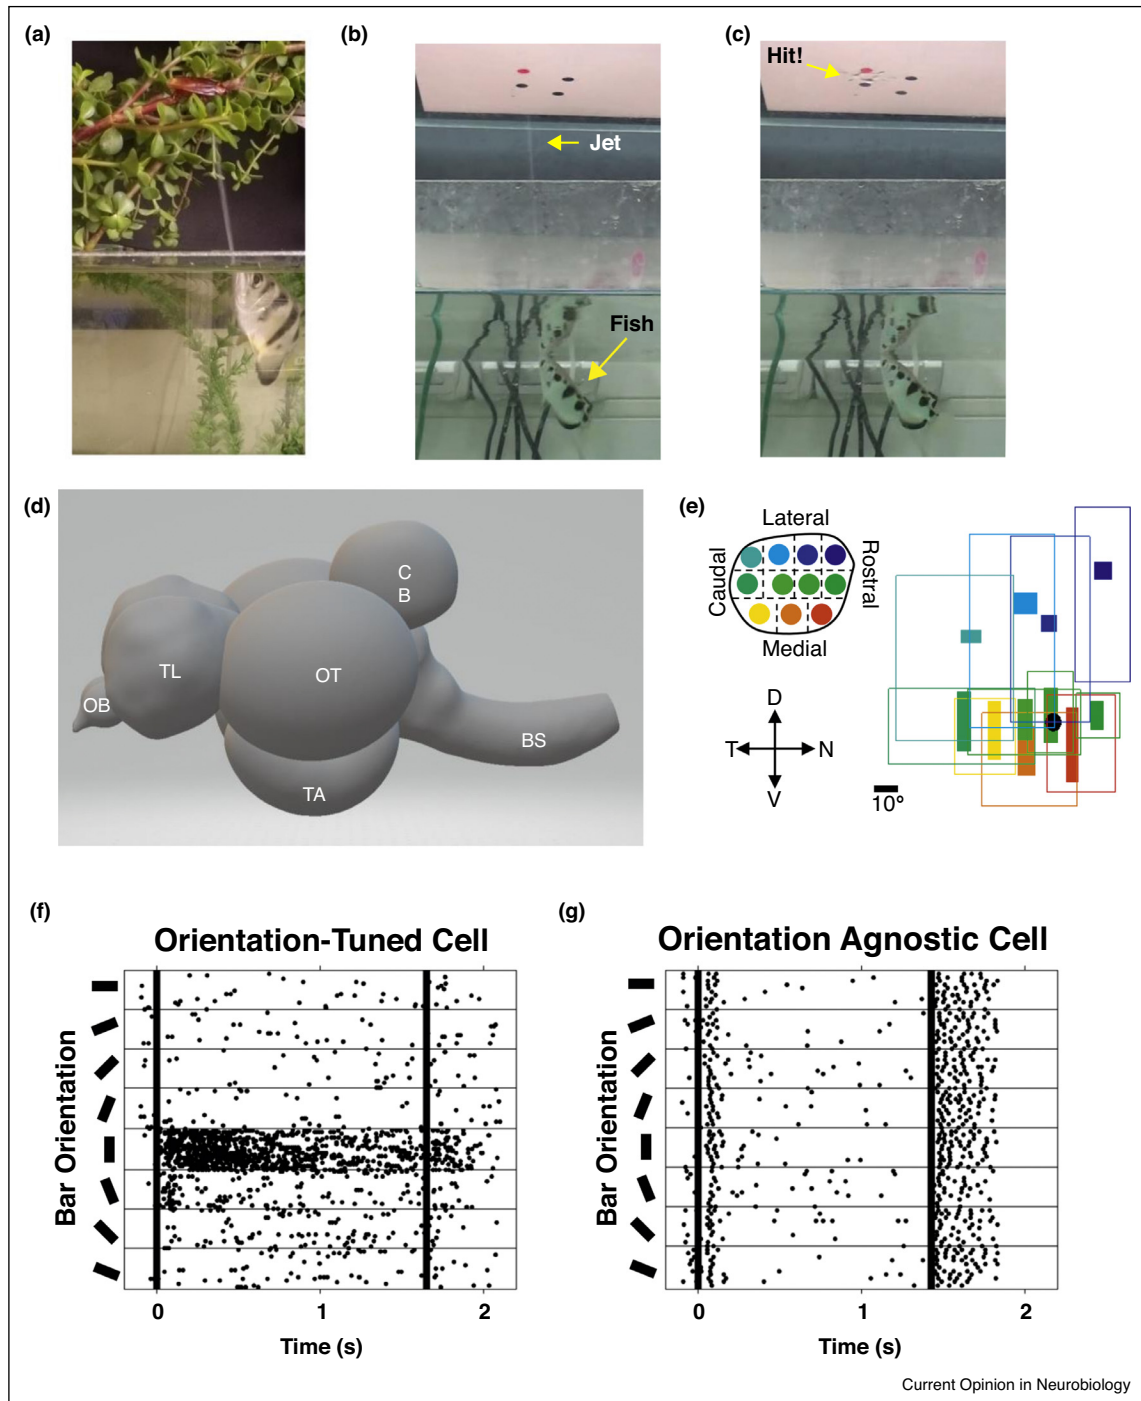 (a)
(b)
(c)
Hit!
Jet
Fish
(d)
C
B
TL
OT
OB
BS
TA
(e)
Lateral
Caudal
Rostral
Medial
D
T
N
V
10°
(f)
Orientation-Tuned Cell
Bar Orientation
0
1
2
Time (s)
(g)
Orientation Agnostic Cell
Bar Orientation
0
1
2
Time (s)
Current Opinion in Neurobiology